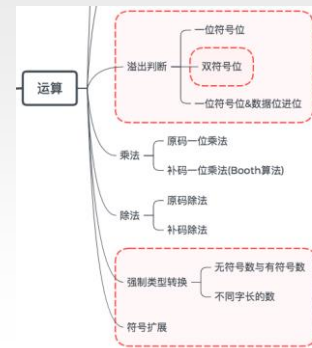 运算
溢出判断
一位符号位
双符号位
一位符号位&数据位进位
乘法
原码一位乘法
补码一位乘法(Booth算法)
除法
原码除法
补码除法
强制类型转换
无符号数与有符号数
不同字长的数
符号扩展